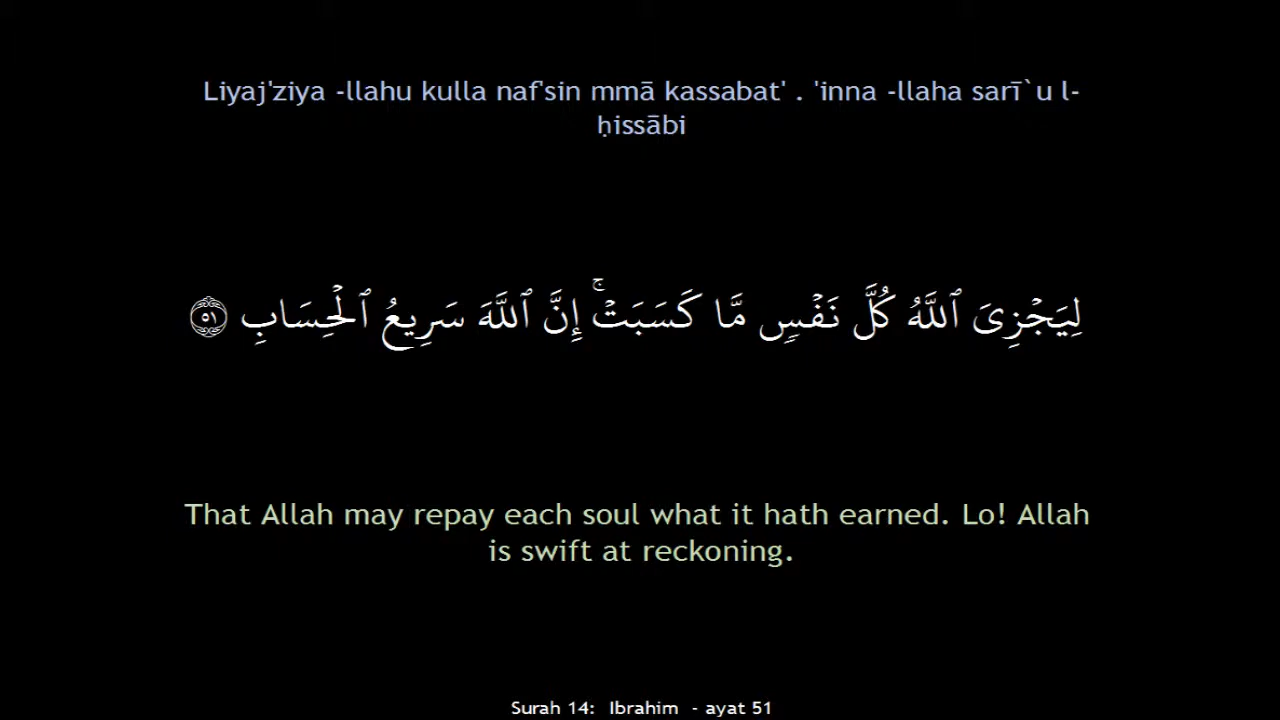 Liyaj'ziya -llahu kulla naf'sin mmā kassabat' . 'inna -llaha sarī`u l-
ḥissābi
لِيَجْزِىَ ٱللَّهُ كُلَّ نَفْسٍ مَّا كَسَبَتْ ۚ إِنَّ ٱللَّهَ سَرِيعُ ٱلْحِسَابِ ﴿٥١﴾
That Allah may repay each soul what it hath earned. Lo! Allah
is swift at reckoning.
Surah 14:  Ibrahim  - ayat 51